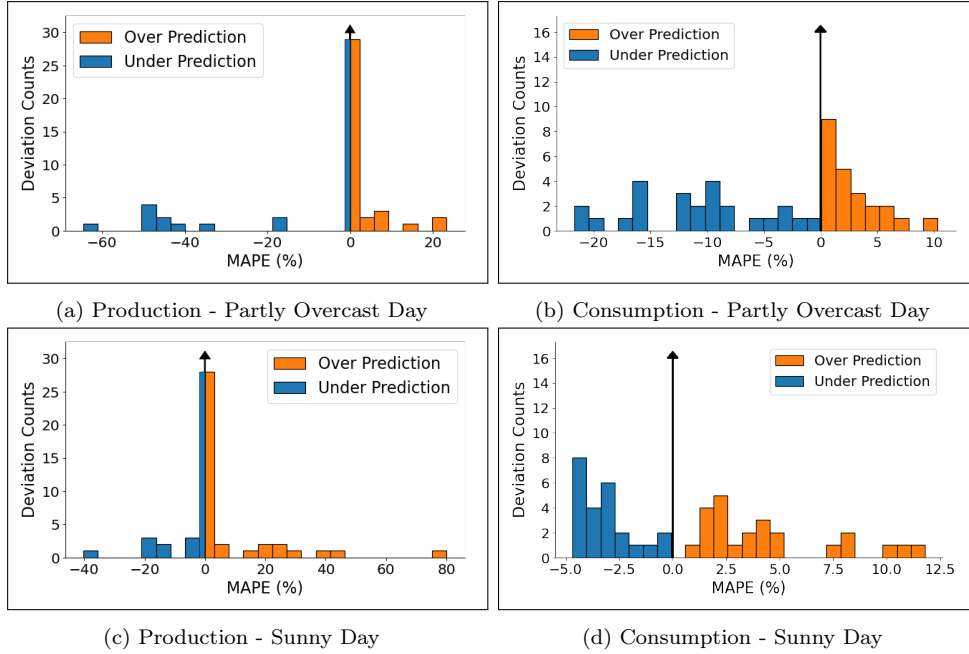 30
25
20
15
10
5
0
Deviation Counts
Over Prediction
Under Prediction
−60 −40 −20 0 20
MAPE (%)
(a) Production - Partly Overcast Day
16
14
12
10
8
6
4
2
0
Deviation Counts
Over Prediction
Under Prediction
−20 −15 −10 −5 0 5 10
MAPE (%)
(b) Consumption - Partly Overcast Day
30
25
20
15
10
5
0
Deviation Counts
Over Prediction
Under Prediction
−40 −20 0 20 40 60 80
MAPE (%)
(c) Production - Sunny Day
16
14
12
10
8
6
4
2
0
Deviation Counts
Over Prediction
Under Prediction
−5.0 −2.5 0.0 2.5 5.0 7.5 10.0 12.5
MAPE (%)
(d) Consumption - Sunny Day